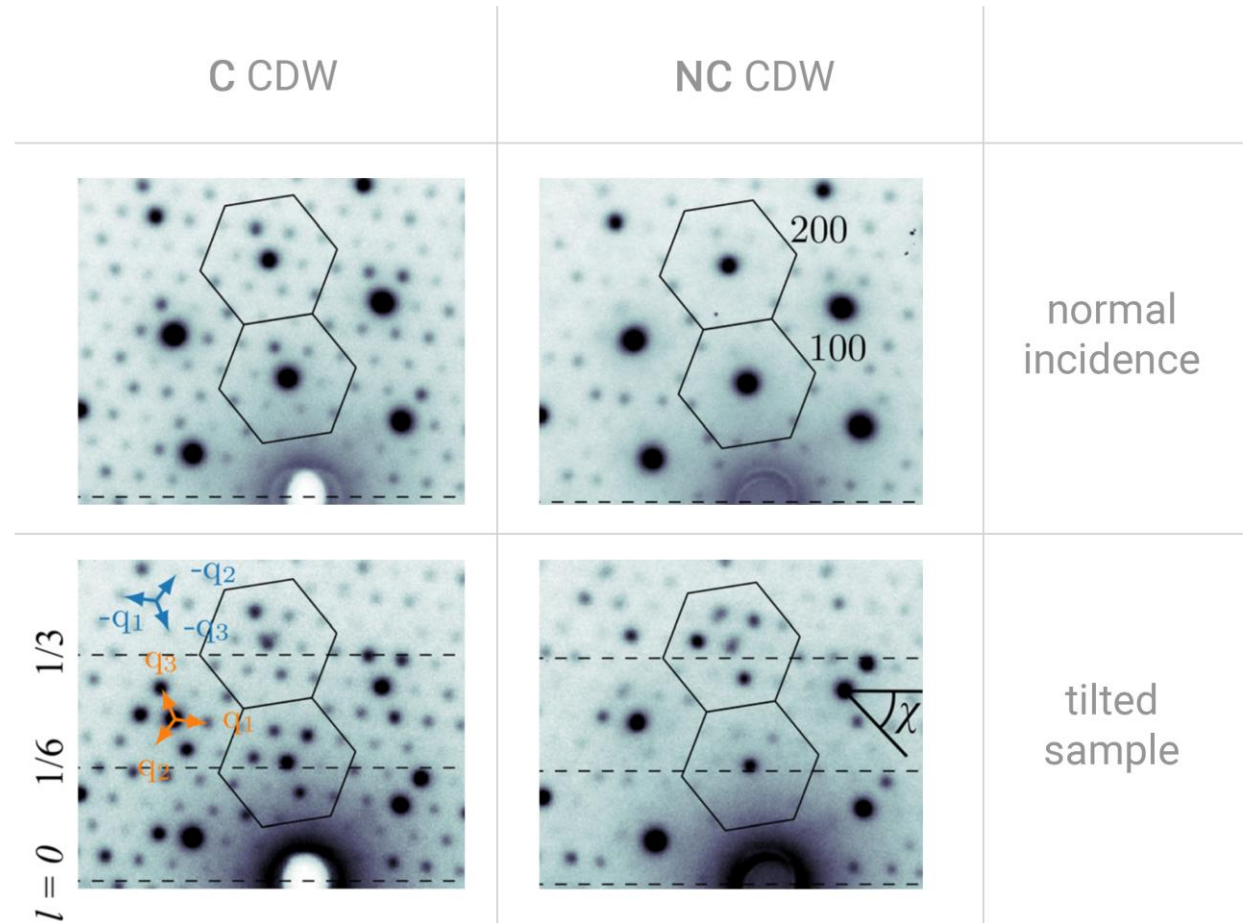 C CDW
NC CDW
200
100
normal
incidence
-q2
-q1
-q3
q3
q1
q2
1/3
1/6
l = 0
χ
tilted
sample